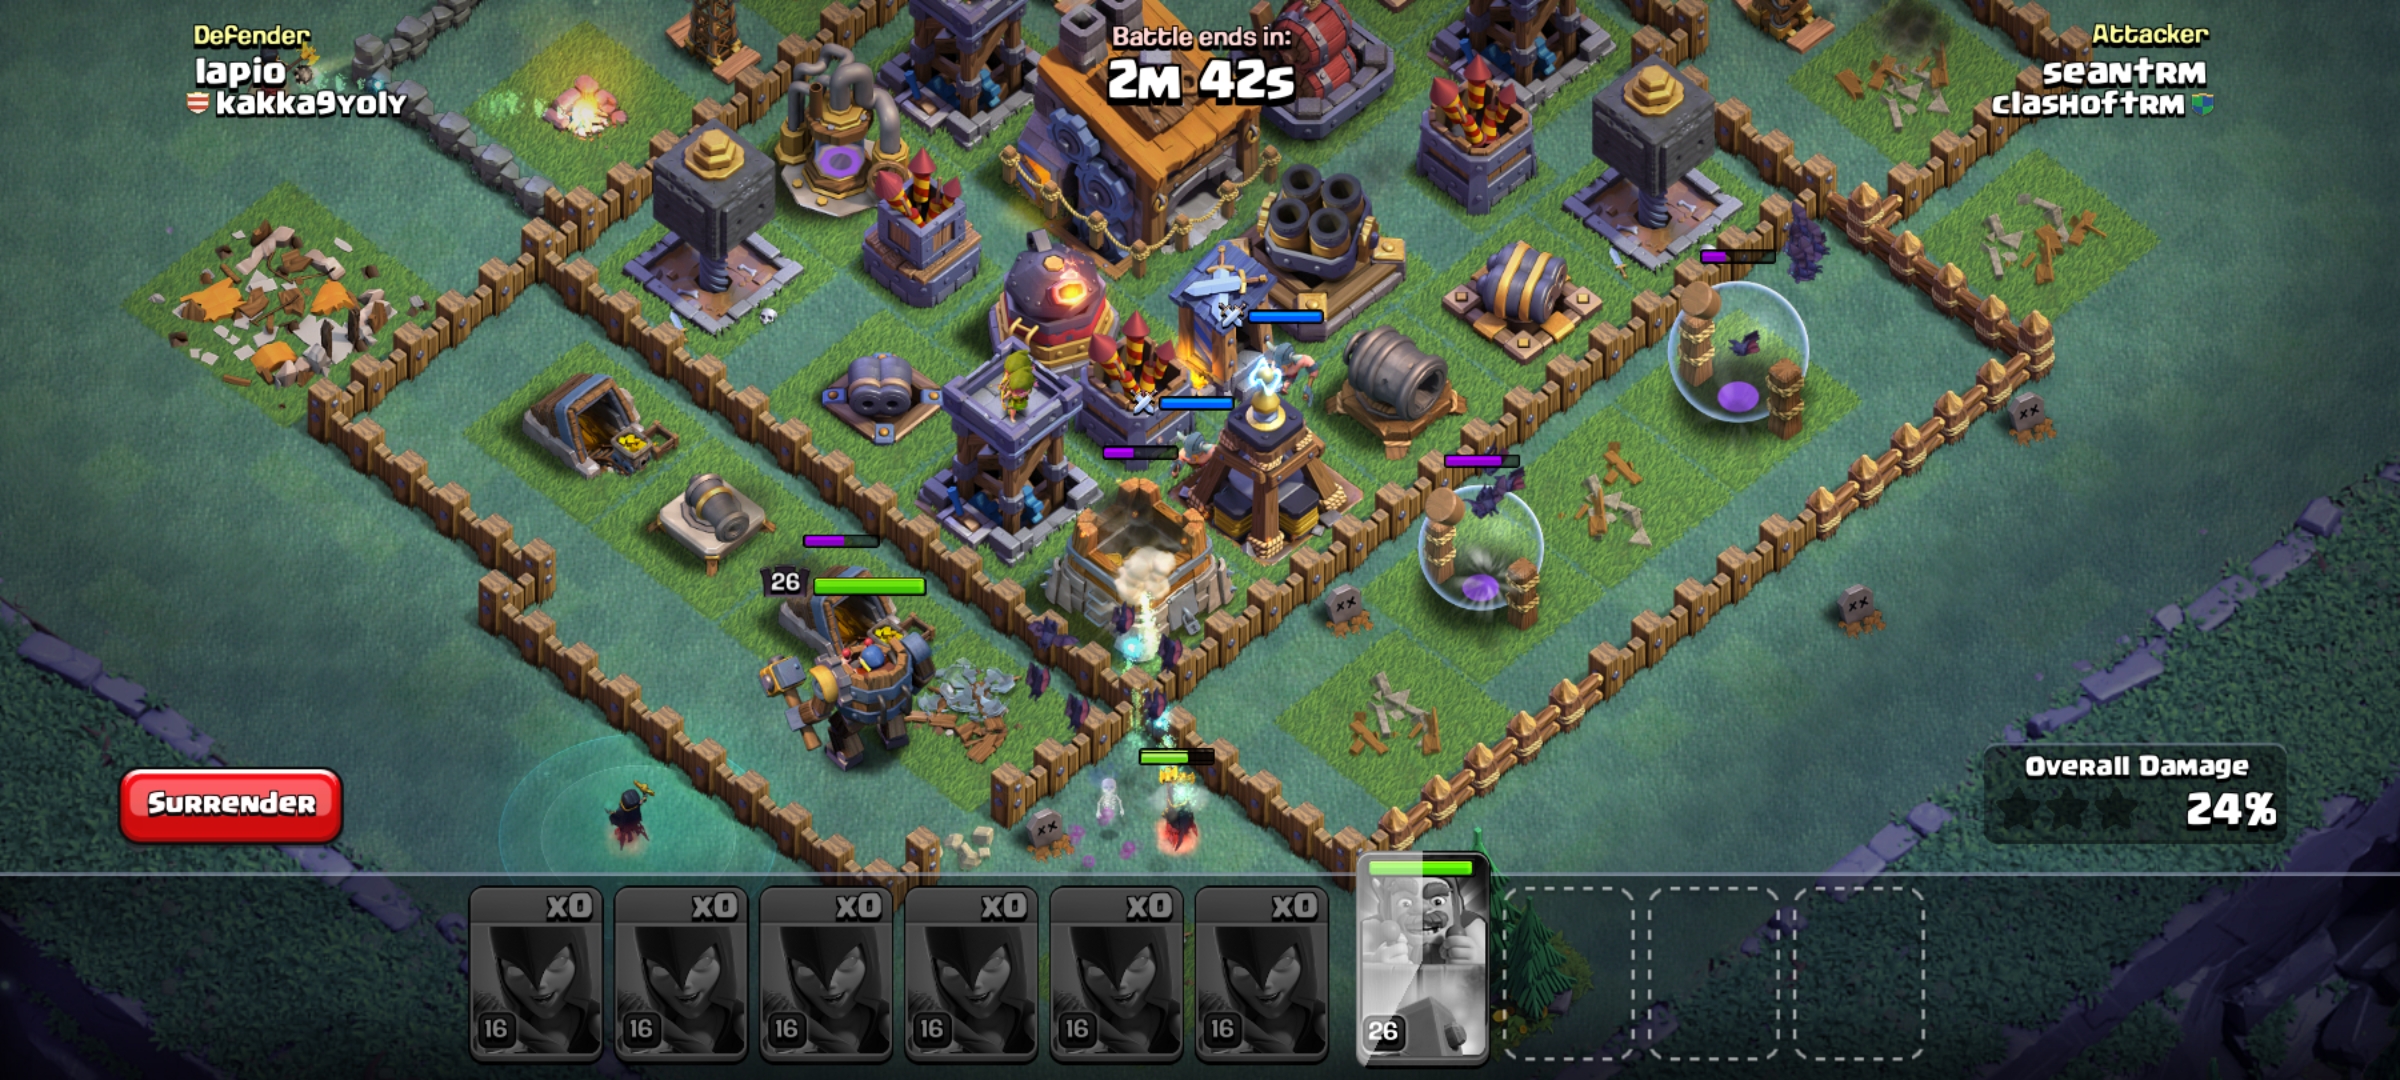 Defender
lapio
kakka9yoly
Battle ends in:
2M 42s
Attacker
seantRM
clashoftRM
26
Surrender
Overall Damage
24%
x0
x0
x0
x0
x0
x0
16
16
16
16
16
16
26